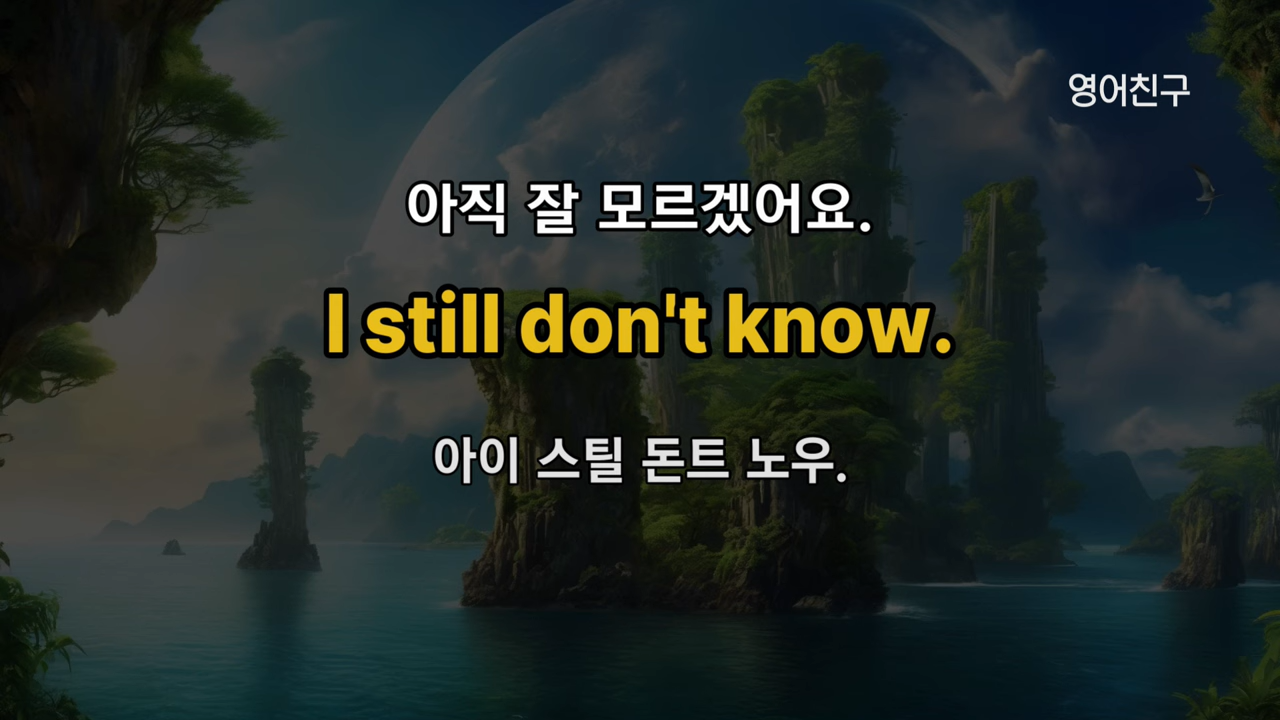 영어친구
아직 잘 모르겠어요.
I still don't know.
아이 스틸 돈트 노우.